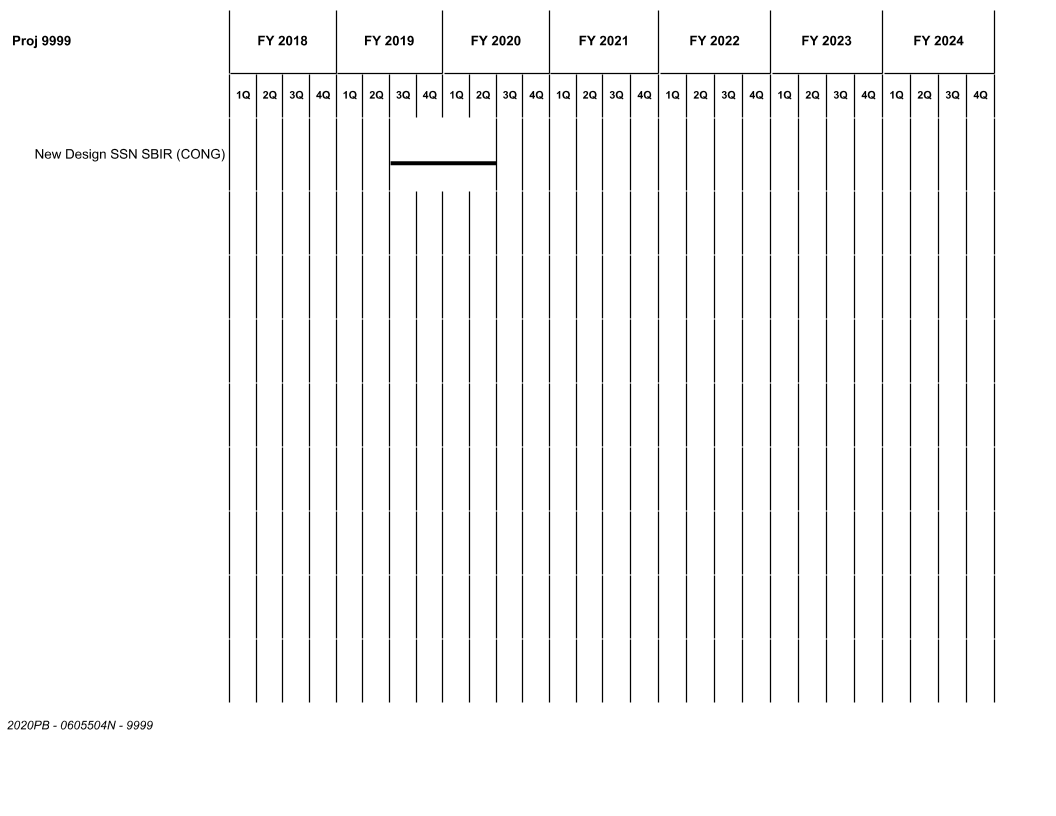 Proj 9999 FY 2018 FY 2019 FY 2020 FY 2021 FY 2022 FY 2023 FY 2024
1Q 2Q 3Q 4Q 1Q 2Q 3Q 4Q 1Q 2Q 3Q 4Q 1Q 2Q 3Q 4Q 1Q 2Q 3Q 4Q 1Q 2Q 3Q 4Q 1Q 2Q 3Q 4Q
New Design SSN SBIR (CONG)
2020PB - 0605504N - 9999